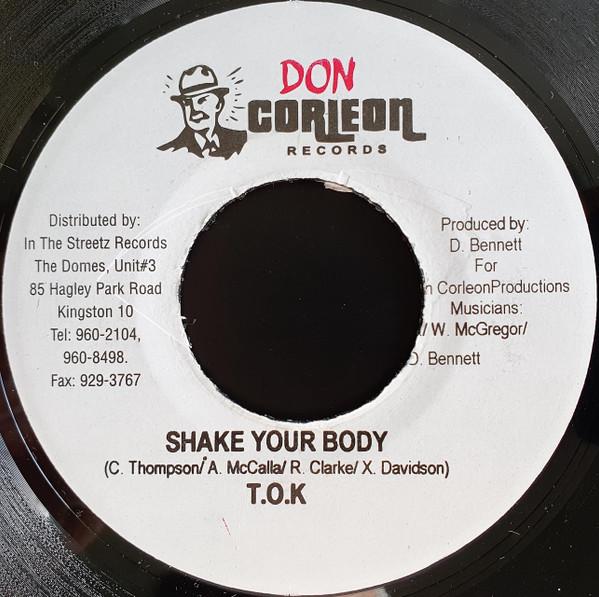 DON
CORLEON
RECORDS
Distributed by:
In The Streetz Records
The Domes, Unit#3
85 Hagley Park Road
Kingston 10
Tel: 960-2104,
960-8498.
Fax: 929-3767
Produced by:
D. Bennett
For
CorleonProductions
Musicians:
/ W. McGregor/
D. Bennett
SHAKE YOUR BODY
(C. Thompson/ A. McCalla/ R. Clarke/ X. Davidson)
T.O.K